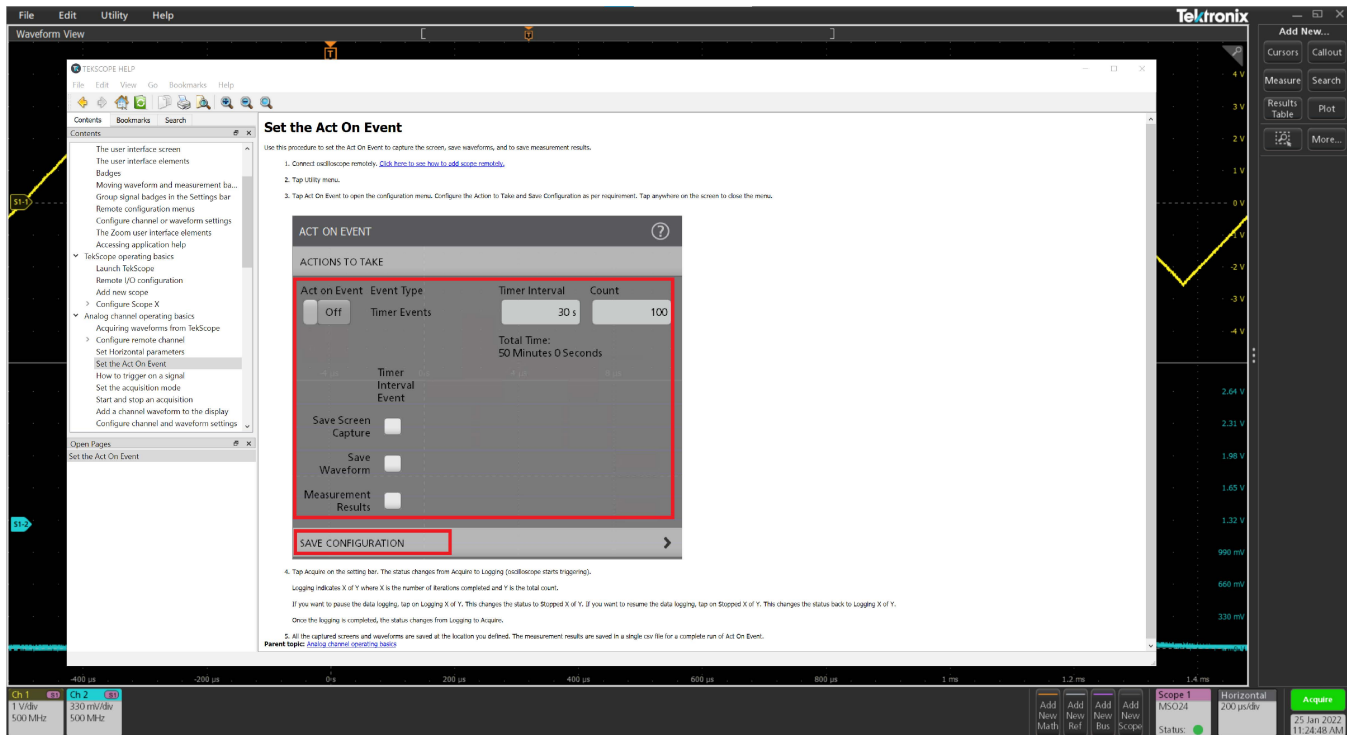 File Edit Utility Help
Tektronix
Waveform View
Add New...
Cursors Callout
Measure Search
Results Table Plot
More...
TEKSCOPE HELP
File Edit View Go Bookmarks Help
Contents Bookmarks Search
Contents
The user interface screen
The user interface elements
Badges
Moving waveform and measurement ba...
Group signal badges in the Settings bar
Remote configuration menus
Configure channel or waveform settings
The Zoom user interface elements
Accessing application help
TekScope operating basics
Launch TekScope
Remote I/O configuration
Add new scope
Configure Scope X
Analog channel operating basics
Acquiring waveforms from TekScope
Configure remote channel
Set Horizontal parameters
Set the Act On Event
How to trigger on a signal
Set the acquisition mode
Start and stop an acquisition
Add a channel waveform to the display
Configure channel and waveform settings
Open Pages
Set the Act On Event
Set the Act On Event
Use this procedure to set the Act On Event to capture the screen, save waveforms, and to save measurement results.
1. Connect oscilloscope remotely. Click here to see how to add scope remotely.
2. Tap Utility menu.
3. Tap Act On Event to open the configuration menu. Configure the Action to Take and Save Configuration as per requirement. Tap anywhere on the screen to close the menu.
ACT ON EVENT
?
ACTIONS TO TAKE
Act on Event Event Type Timer Interval Count
Off Timer Events 30 s 100
Total Time:
50 Minutes 0 Seconds
Timer
Interval
Event
Save Screen
Capture
Save
Waveform
Measurement
Results
SAVE CONFIGURATION
4. Tap Acquire on the setting bar. The status changes from Acquire to Logging (oscilloscope starts triggering).
Logging indicates X of Y where X is the number of iterations completed and Y is the total count.
If you want to pause the data logging, tap on Logging X of Y. This changes the status to Stopped X of Y. If you want to resume the data logging, tap on Stopped X of Y. This changes the status back to Logging X of Y.
Once the logging is completed, the status changes from Logging to Acquire.
5. All the captured screens and waveforms are saved at the location you defined. The measurement results are saved in a single csv file for a complete run of Act On Event.
Parent topic: Analog channel operating basics
T
T
S1-1
S1-2
4 V
3 V
2 V
1 V
0 V
-1 V
-2 V
-3 V
-4 V
2.64 V
2.31 V
1.98 V
1.65 V
1.32 V
990 mV
660 mV
330 mV
-400 µs -200 µs 0 s 200 µs 400 µs 600 µs 800 µs 1 ms 1.2 ms 1.4 ms
Ch 1 S1
1 V/div
500 MHz
Ch 2 S1
330 mV/div
500 MHz
Add New Math
Add New Ref
Add New Bus
Add New Scope
Scope 1
MSO24
Status:
Horizontal
200 µs/div
Acquire
25 Jan 2022
11:24:48 AM